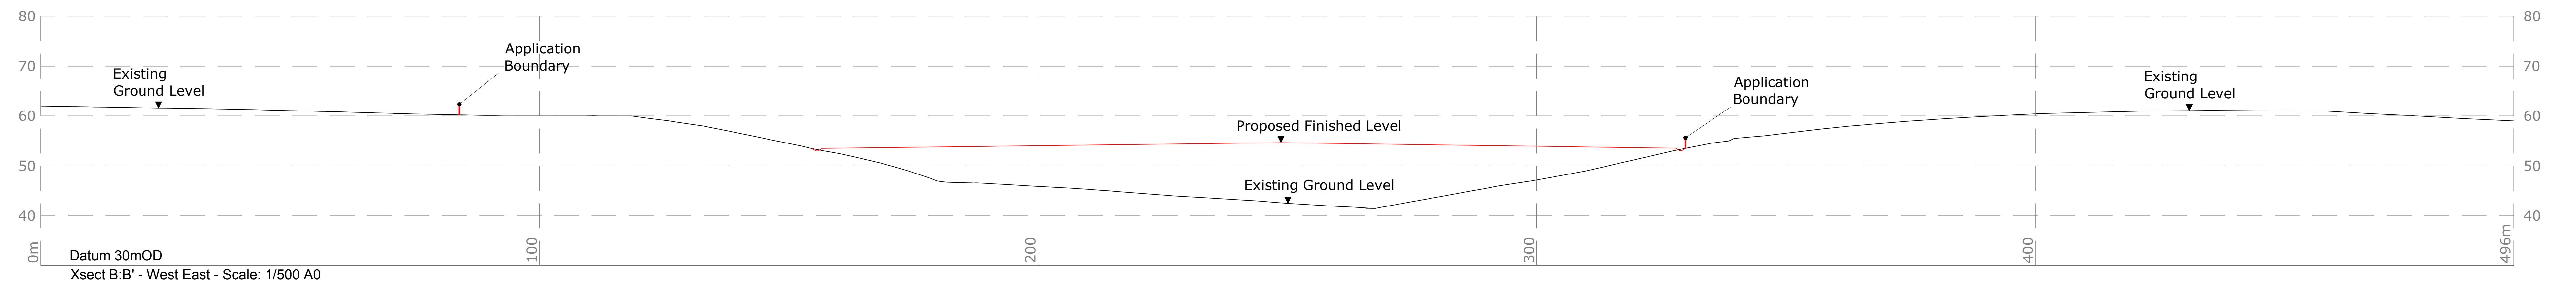 80
80
Application
Boundary
70
70
Existing
Ground Level
Application
Boundary
Existing
Ground Level
60
60
Proposed Finished Level
50
50
Existing Ground Level
40
40
0m
100
200
300
400
496m
Datum 30mOD
Xsect B:B' - West East - Scale: 1/500 A0